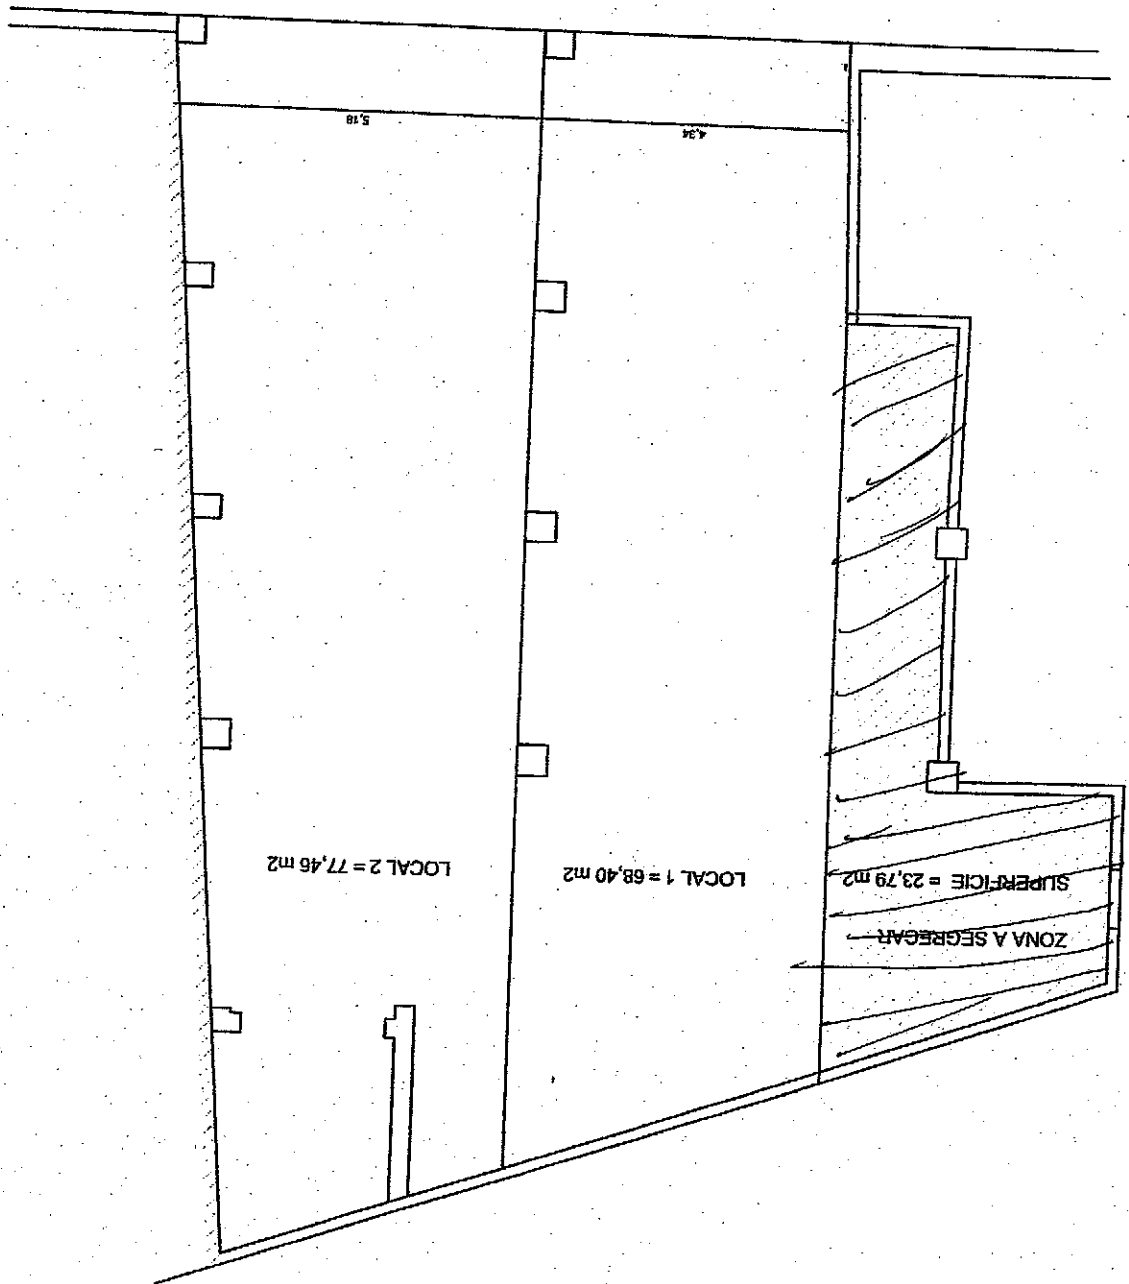 ZONA A SEGREGAR
SUPERFICIE = 23,79 m2
LOCAL 1 = 68,40 m2
LOCAL 2 = 77,46 m2
4,34
5,18